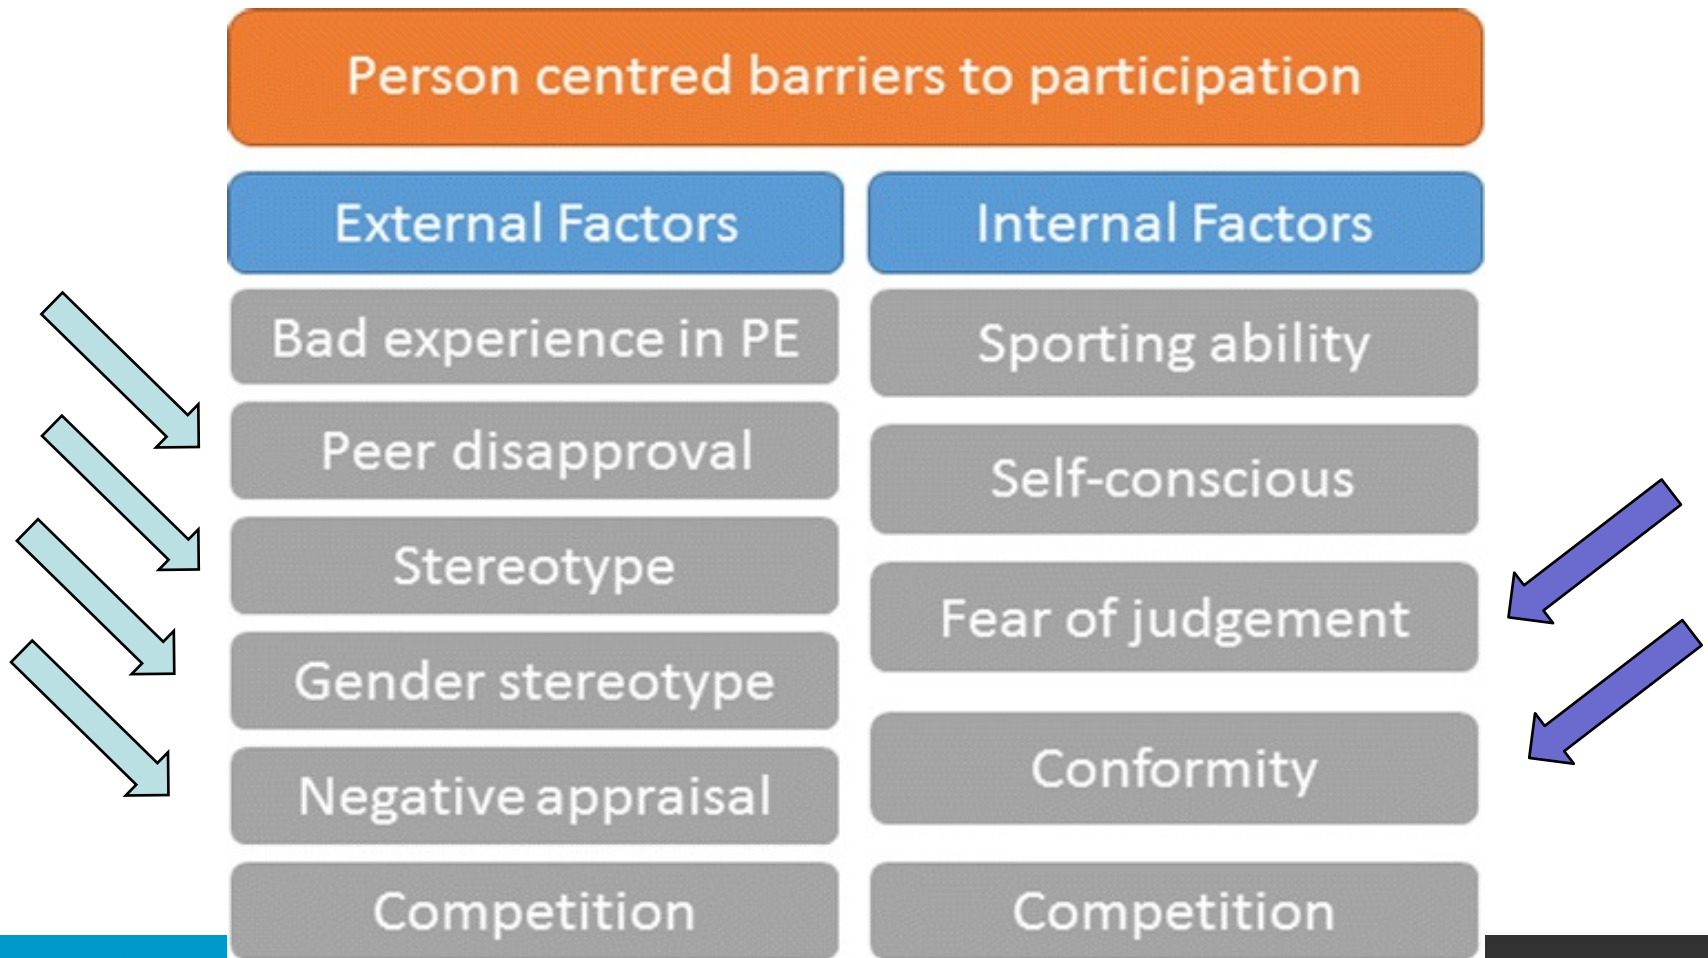 Person centred barriers to participation
External Factors
Bad experience in PE
Peer disapproval
Stereotype
Gender stereotype
Negative appraisal
Competition
Internal Factors
Sporting ability
Self-conscious
Fear of judgement
Conformity
Competition